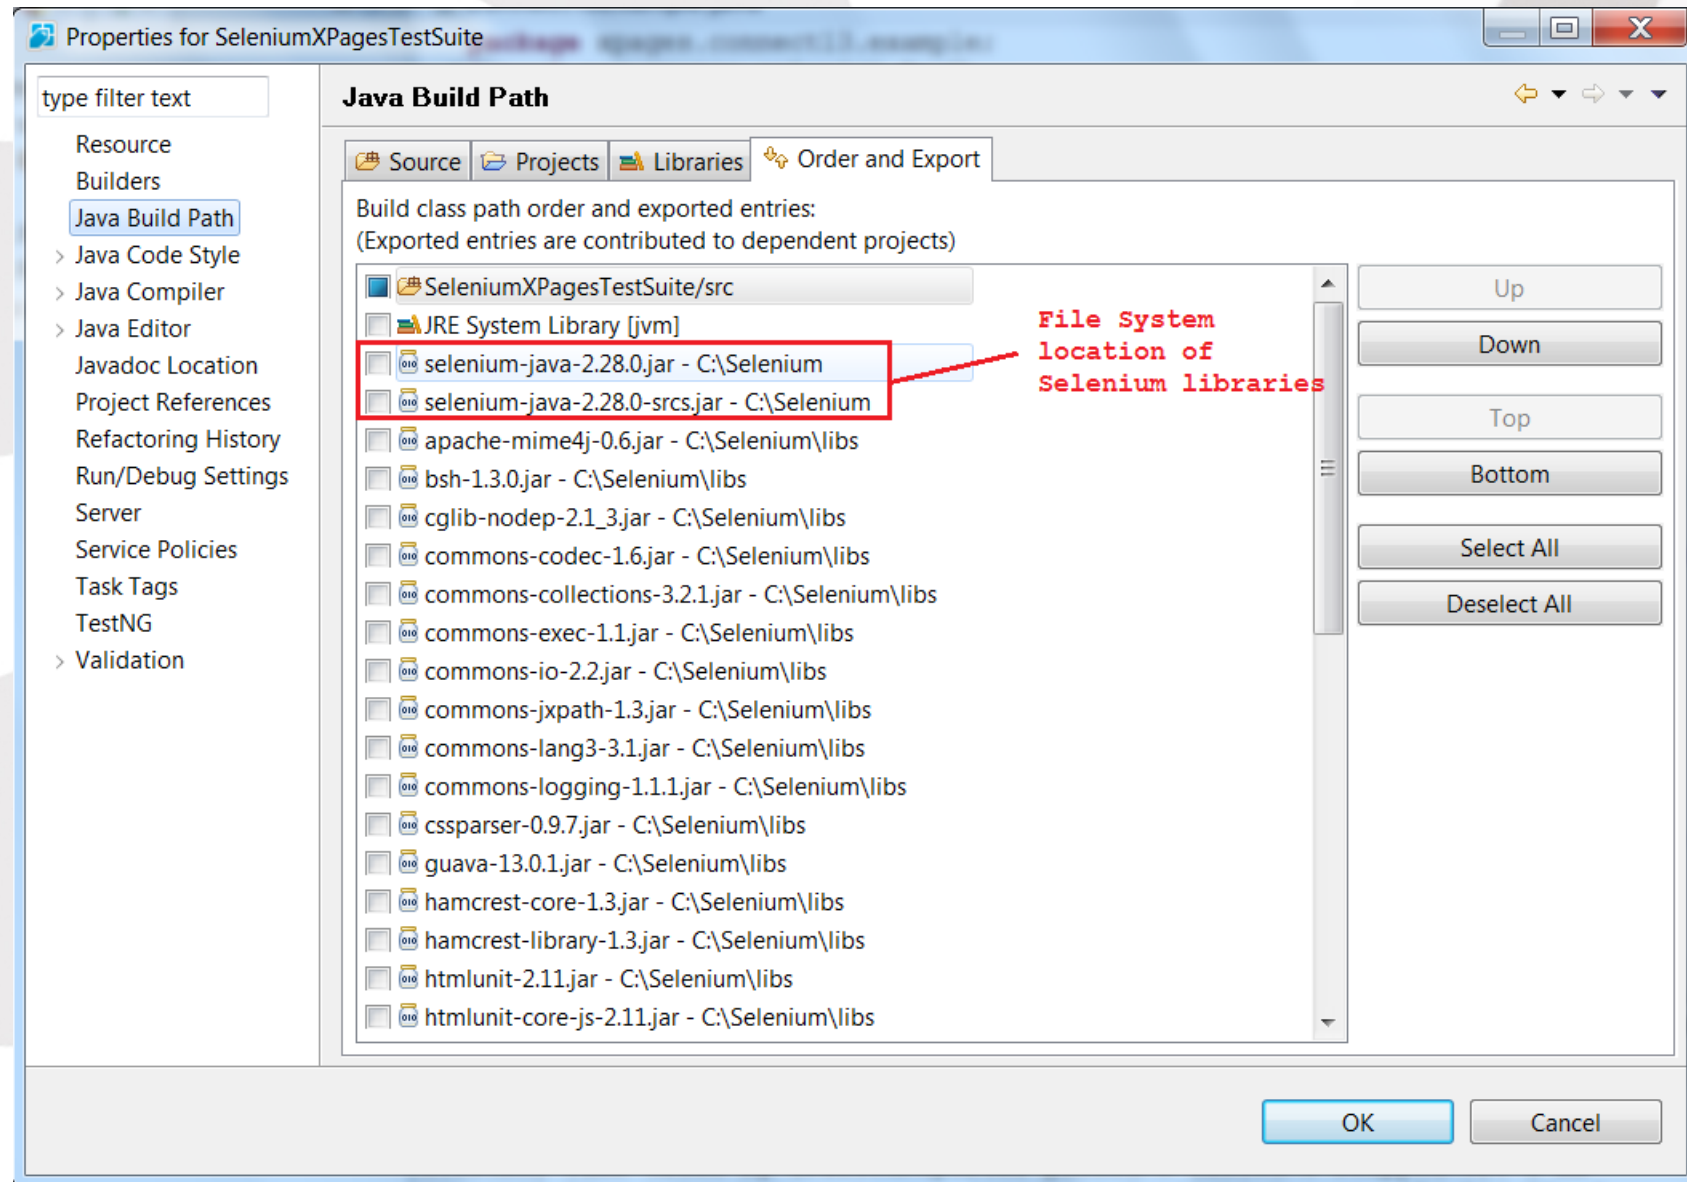 Properties for SeleniumXPagesTestSuite
package xpages.connect13.example;
type filter text
Resource
Builders
Java Build Path
Java Code Style
Java Compiler
Java Editor
Javadoc Location
Project References
Refactoring History
Run/Debug Settings
Server
Service Policies
Task Tags
TestNG
Validation
Java Build Path
Source
Projects
Libraries
Order and Export
Build class path order and exported entries:
(Exported entries are contributed to dependent projects)
SeleniumXPagesTestSuite/src
JRE System Library [jvm]
selenium-java-2.28.0.jar - C:\Selenium
selenium-java-2.28.0-srcs.jar - C:\Selenium
apache-mime4j-0.6.jar - C:\Selenium\libs
bsh-1.3.0.jar - C:\Selenium\libs
cglib-nodep-2.1_3.jar - C:\Selenium\libs
commons-codec-1.6.jar - C:\Selenium\libs
commons-collections-3.2.1.jar - C:\Selenium\libs
commons-exec-1.1.jar - C:\Selenium\libs
commons-io-2.2.jar - C:\Selenium\libs
commons-jxpath-1.3.jar - C:\Selenium\libs
commons-lang3-3.1.jar - C:\Selenium\libs
commons-logging-1.1.1.jar - C:\Selenium\libs
cssparser-0.9.7.jar - C:\Selenium\libs
guava-13.0.1.jar - C:\Selenium\libs
hamcrest-core-1.3.jar - C:\Selenium\libs
hamcrest-library-1.3.jar - C:\Selenium\libs
htmlunit-2.11.jar - C:\Selenium\libs
htmlunit-core-js-2.11.jar - C:\Selenium\libs
File System
location of
Selenium libraries
Up
Down
Top
Bottom
Select All
Deselect All
OK
Cancel